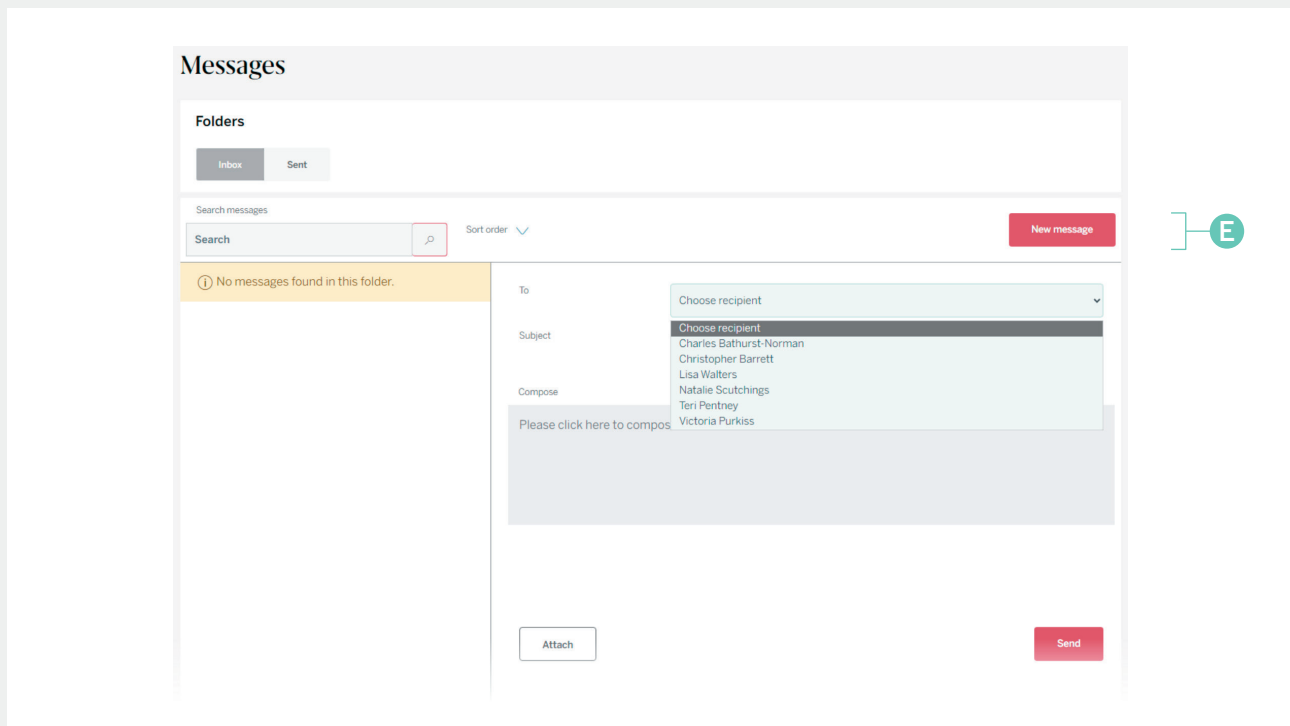 Messages
Folders
Inbox Sent
Search messages
Search
Sort order
New message
E
No messages found in this folder.
To
Choose recipient
Choose recipient
Charles Bathurst-Norman
Christopher Barrett
Lisa Walters
Natalie Scutchings
Teri Pentney
Victoria Purkiss
Subject
Compose
Please click here to compos
Attach
Send